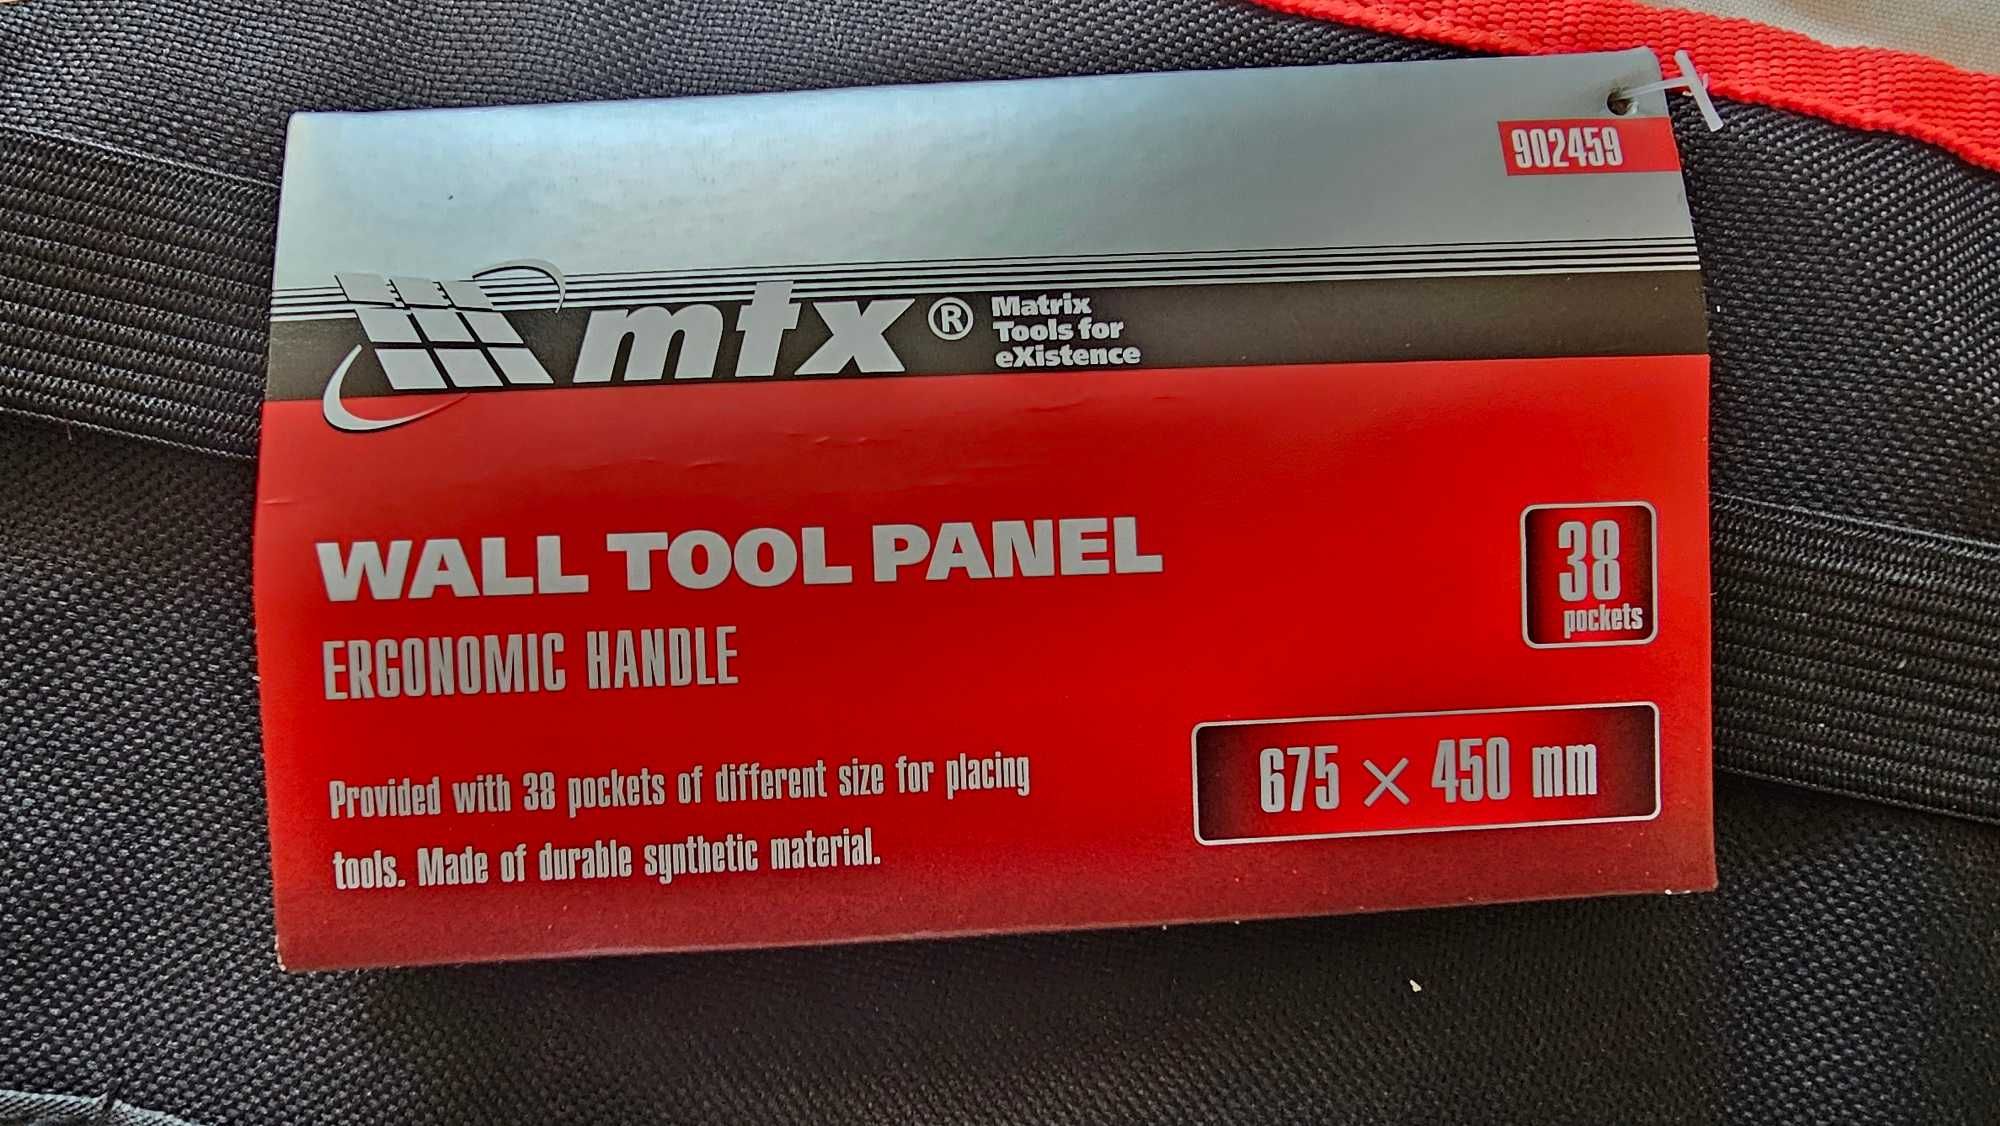 902459
mtx®
Matrix
Tools for
eXistence
WALL TOOL PANEL
ERGONOMIC HANDLE
38
pockets
675 × 450 mm
Provided with 38 pockets of different size for placing
tools. Made of durable synthetic material.